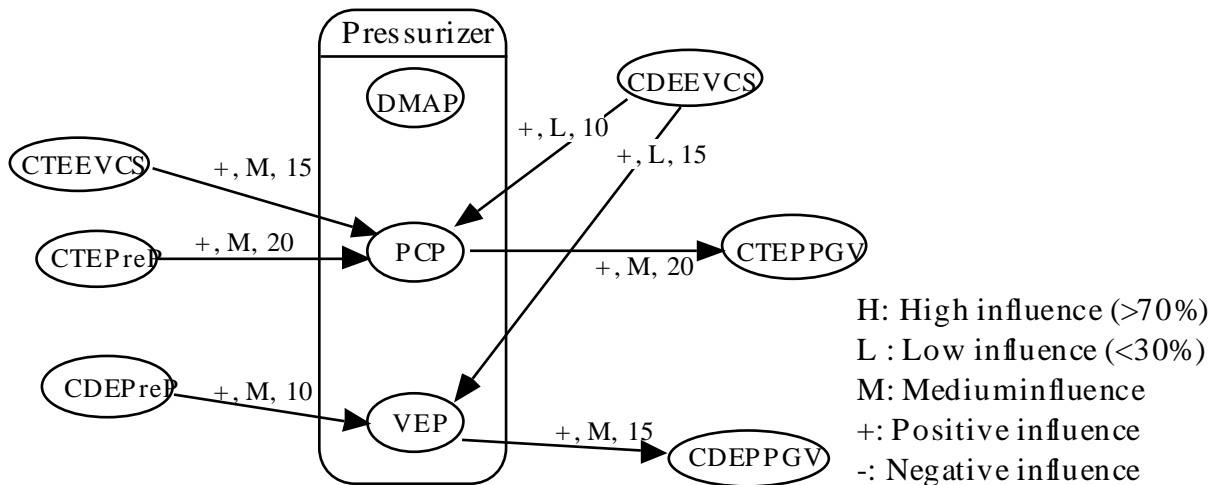 Pressurizer
DMAP
CDEEVCS
+, L, 10
+, L, 15
CTEEVCS
+, M, 15
CTEPreP
+, M, 20
PCP
+, M, 20
CTEPPGV
CDEPreP
+, M, 10
VEP
+, M, 15
CDEPPGV
H: High influence (>70%)
L : Low influence (<30%)
M: Mediuminfluence
+: Positive influence
-: Negative influence